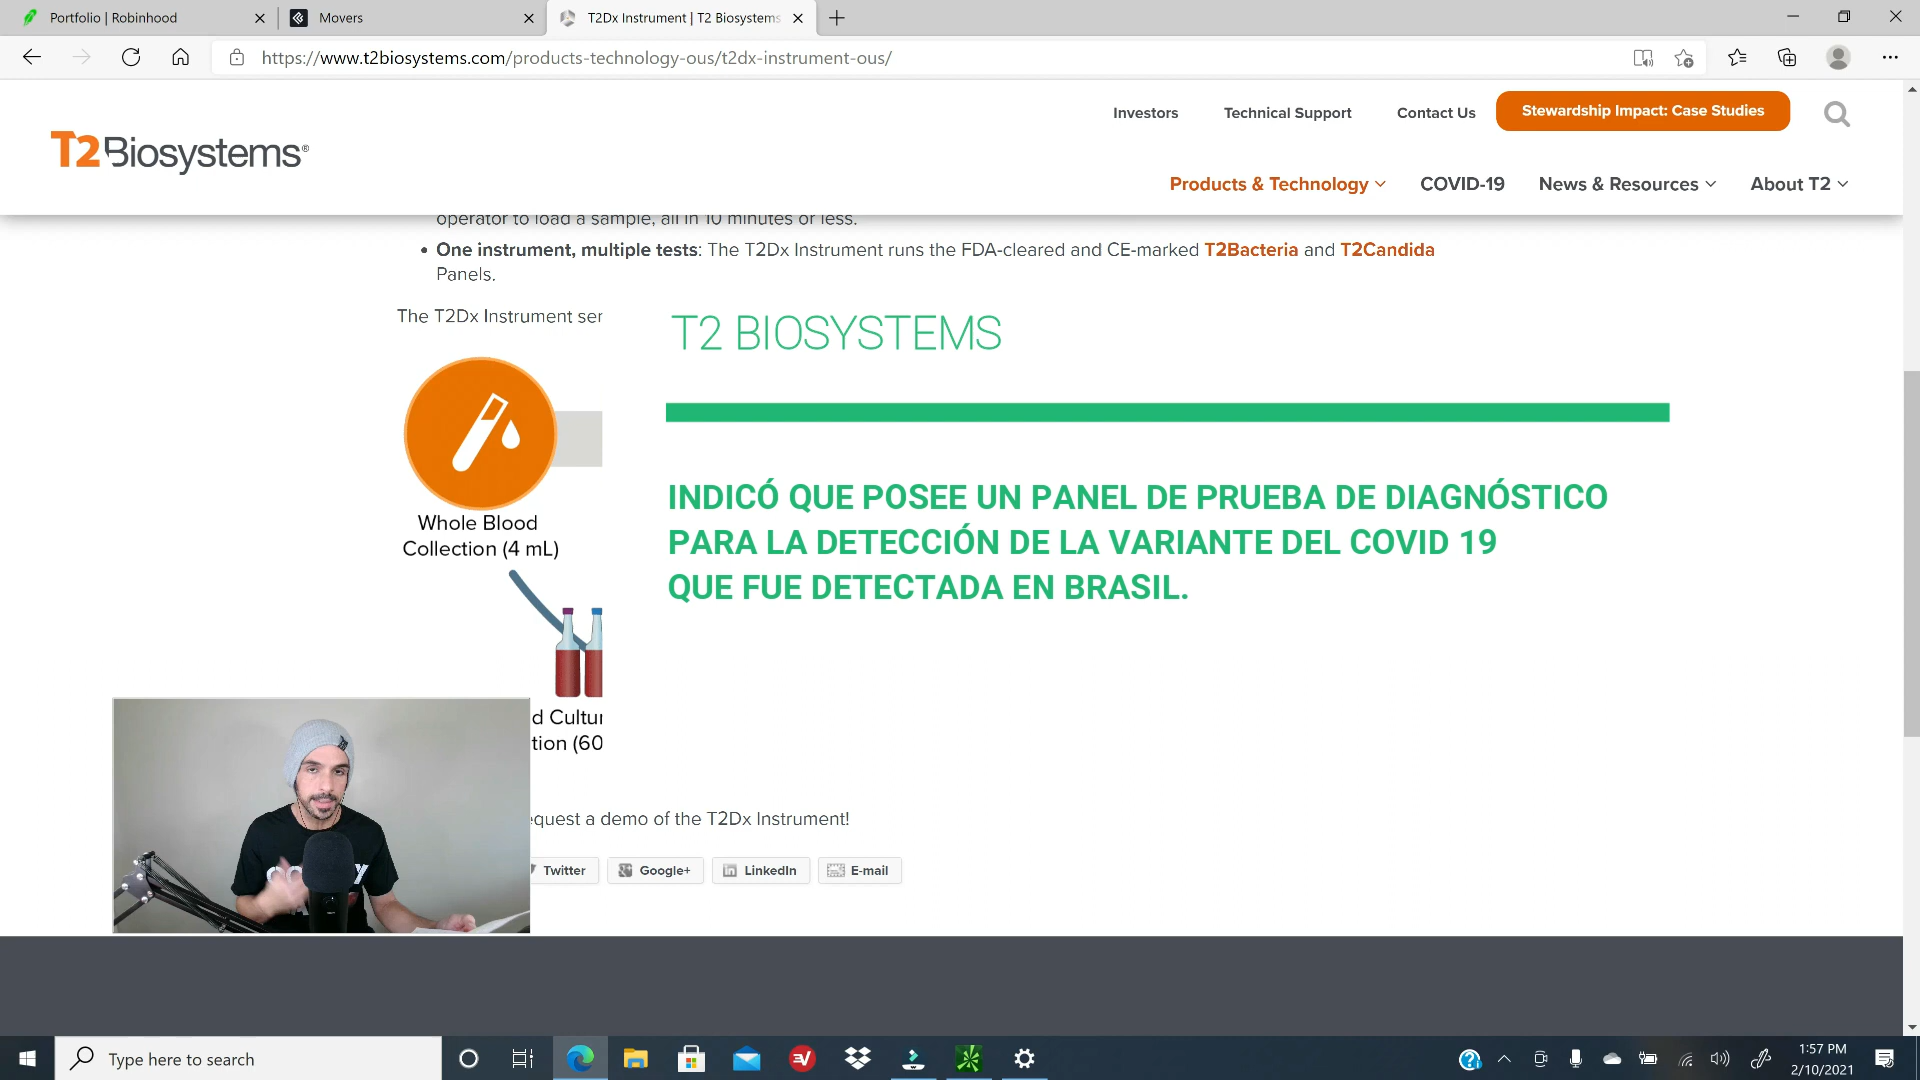 Portfolio | Robinhood
Movers
T2Dx Instrument | T2 Biosystems
https://www.t2biosystems.com/products-technology-ous/t2dx-instrument-ous/
Investors
Technical Support
Contact Us
Stewardship Impact: Case Studies
T2Biosystems®
Products & Technology
COVID-19
News & Resources
About T2
operator to load a sample, all in 10 minutes or less.
• One instrument, multiple tests: The T2Dx Instrument runs the FDA-cleared and CE-marked T2Bacteria and T2Candida
Panels.
The T2Dx Instrument ser
T2 BIOSYSTEMS
INDICÓ QUE POSEE UN PANEL DE PRUEBA DE DIAGNÓSTICO
PARA LA DETECCIÓN DE LA VARIANTE DEL COVID 19
QUE FUE DETECTADA EN BRASIL.
Whole Blood
Collection (4 mL)
d Cultur
tion (60
equest a demo of the T2Dx Instrument!
Twitter
Google+
LinkedIn
E-mail
Type here to search
1:57 PM
2/10/2021